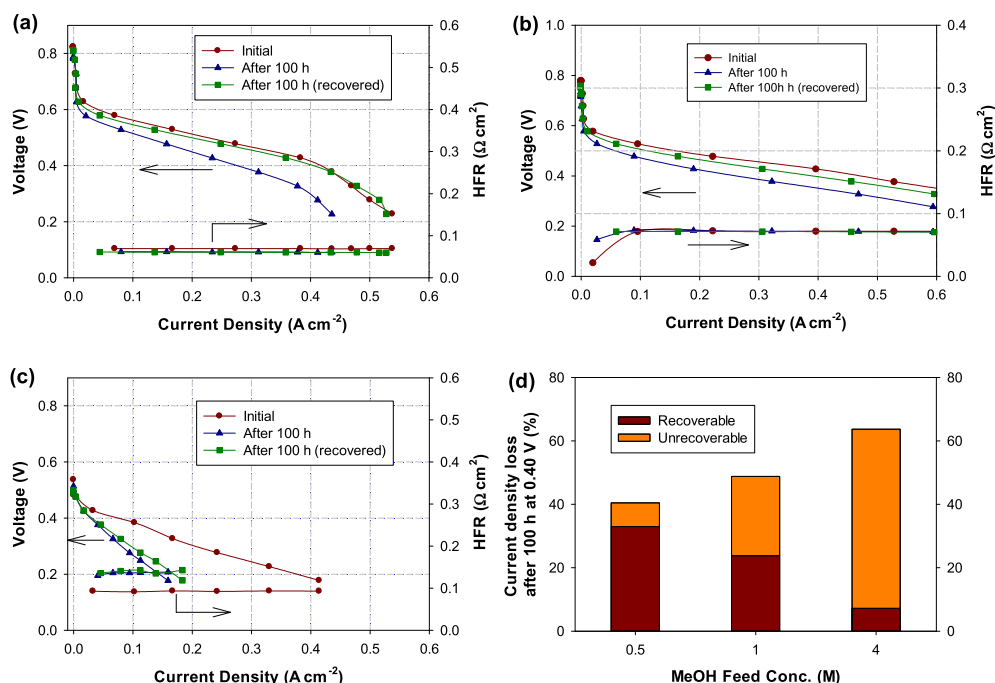 (a)
Initial
After 100 h
After 100 h (recovered)
Voltage (V)
0.0
0.2
0.4
0.6
0.8
HFR (Ω cm2)
0.0
0.1
0.2
0.3
0.4
0.5
0.6
0.0 0.1 0.2 0.3 0.4 0.5 0.6
Current Density (A cm-2)
(b)
Initial
After 100 h
After 100h h (recovered)
Voltage (V)
0.0
0.2
0.4
0.6
0.8
1.0
HFR (Ω cm2)
0.0
0.1
0.2
0.3
0.4
0.0 0.1 0.2 0.3 0.4 0.5 0.6
Current Density (A cm-2)
(c)
Initial
After 100 h
After 100 h (recovered)
Voltage (V)
0.0
0.2
0.4
0.6
0.8
HFR (Ω cm2)
0.0
0.1
0.2
0.3
0.4
0.5
0.6
0.0 0.1 0.2 0.3 0.4 0.5 0.6
Current Density (A cm-2)
(d)
Recoverable
Unrecoverable
Current density loss
after 100 h at 0.40 V (%)
0
20
40
60
80
0
20
40
60
80
0.5 1 4
MeOH Feed Conc. (M)